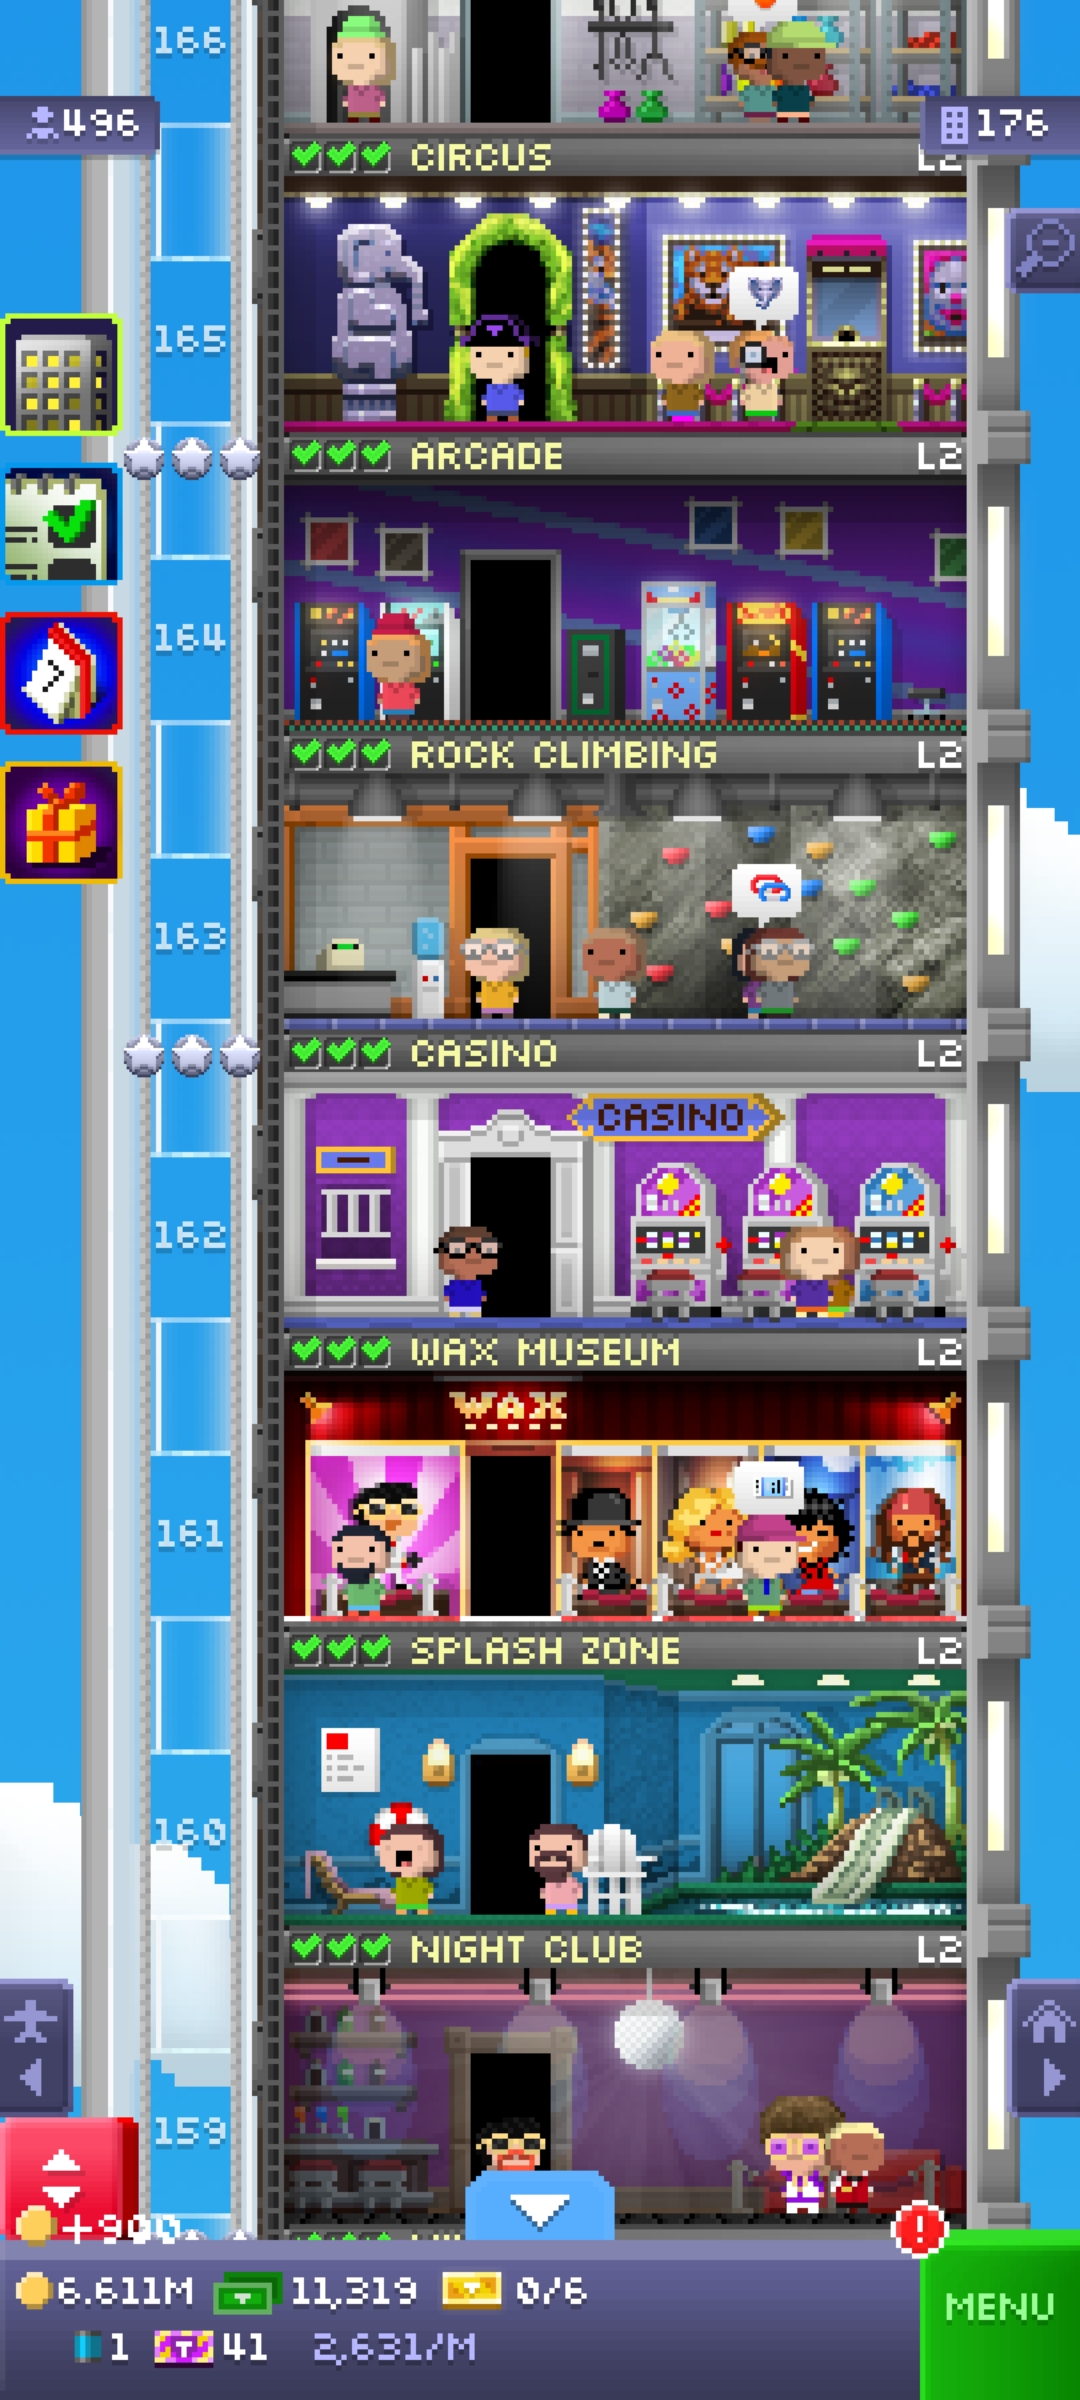 166
496
176
CIRCUS
165
ARCADE L2
164
ROCK CLIMBING L2
163
CASINO L2
CASINO
162
WAX MUSEUM L2
WAX
161
SPLASH ZONE L2
160
NIGHT CLUB L2
159
+900
6.611M 11,319 0/6
MENU
1 T 41 2,631/M